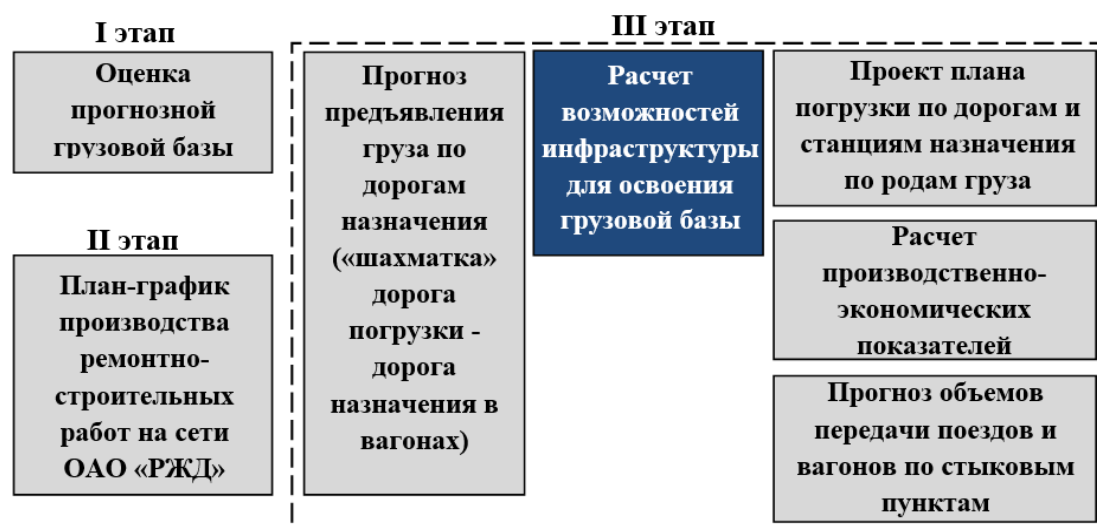 I этап
Оценка
прогнозной
грузовой базы
II этап
План-график
производства
ремонтно-
строительных
работ на сети
ОАО «РЖД»
III этап
Прогноз
предъявления
груза по
дорогам
назначения
(«шахматка»
дорога
погрузки -
дорога
назначения в
вагонах)
Расчет
возможностей
инфраструктуры
для освоения
грузовой базы
Проект плана
погрузки по дорогам и
станциям назначения
по родам груза
Расчет
производственно-
экономических
показателей
Прогноз объемов
передачи поездов и
вагонов по стыковым
пунктам